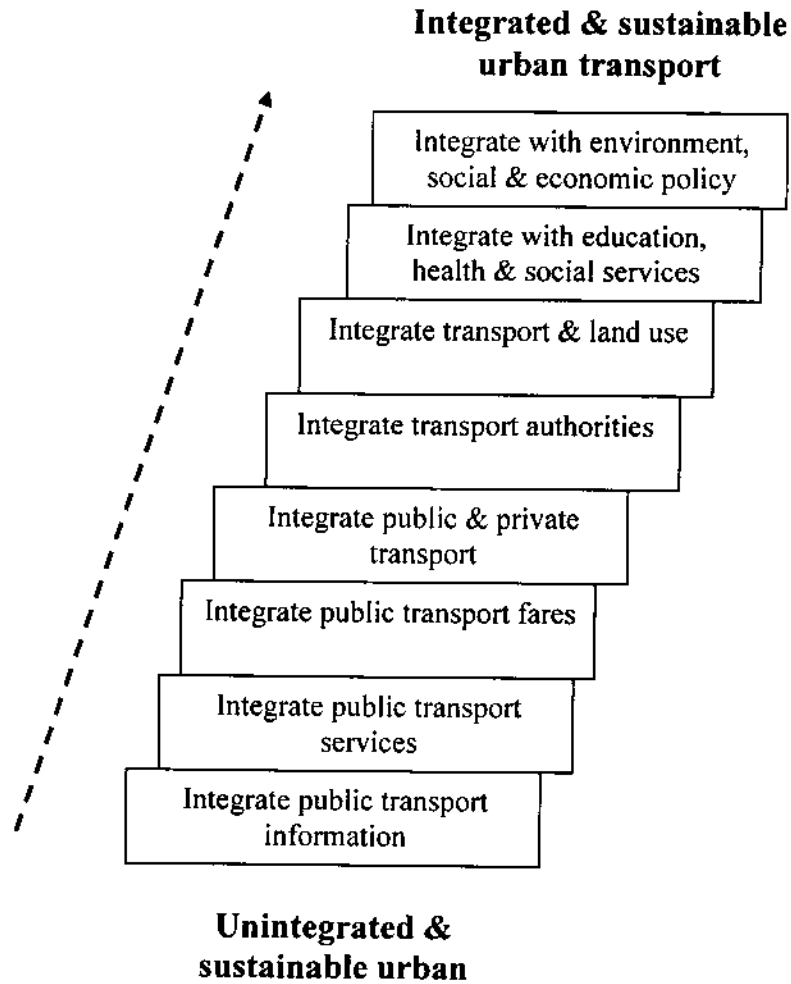 Integrated & sustainable
urban transport
Integrate with environment,
social & economic policy
Integrate with education,
health & social services
Integrate transport & land use
Integrate transport authorities
Integrate public & private
transport
Integrate public transport fares
Integrate public transport
services
Integrate public transport
information
Unintegrated &
sustainable urban